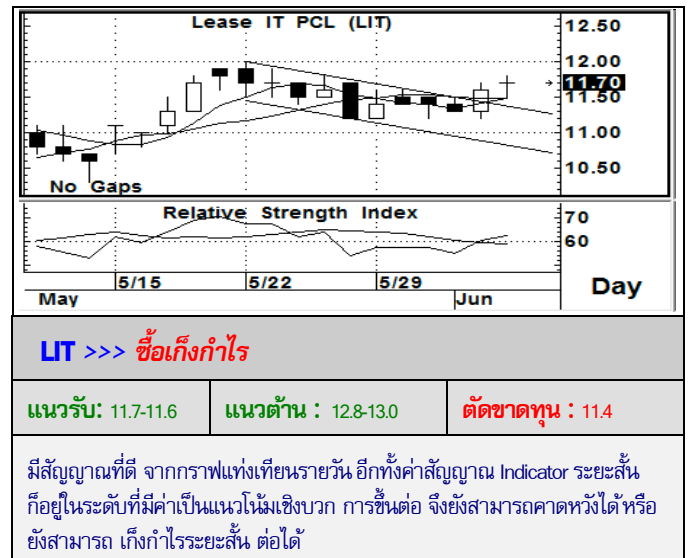 Lease IT PCL (LIT)
12.50
12.00
11.70
11.50
11.00
10.50
No Gaps
Relative Strength Index
70
60
5/15 5/22 5/29
May Jun
Day
LIT >>> ซื้อเก็งกำไร
แนวรับ: 11.7-11.6 แนวต้าน : 12.8-13.0 ตัดขาดทุน : 11.4
มีสัญญาณที่ดี จากกราฟแท่งเทียนรายวัน อีกทั้งค่าสัญญาณ Indicator ระยะสั้น
ก็อยู่ในระดับที่มีค่าเป็นแนวโน้มเชิงบวก การขึ้นต่อ จึงยังสามารถคาดหวังได้ หรือ
ยังสามารถ เก็งกำไรระยะสั้น ต่อได้